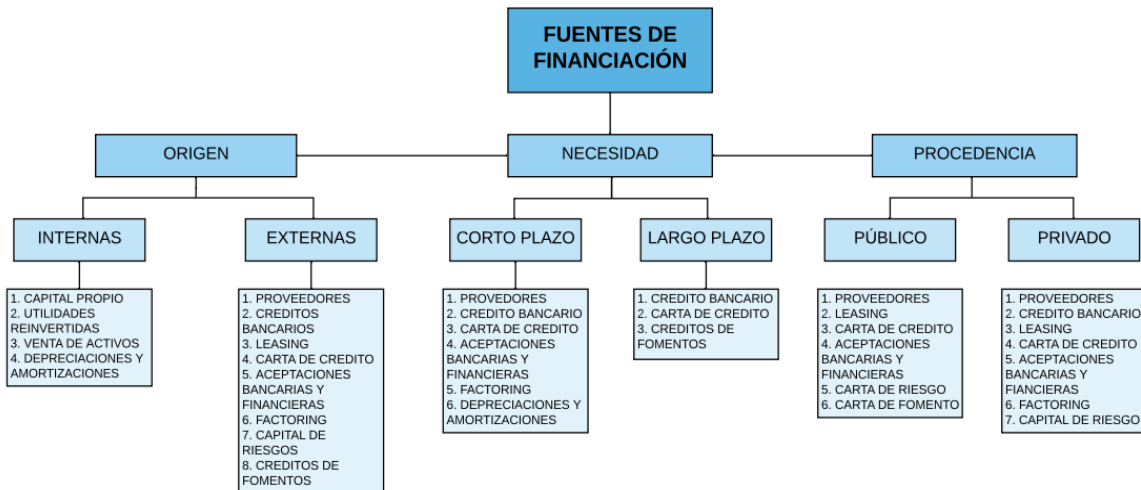 FUENTES DE
FINANCIACIÓN
ORIGEN
NECESIDAD
PROCEDENCIA
INTERNAS
EXTERNAS
CORTO PLAZO
LARGO PLAZO
PÚBLICO
PRIVADO
1. CAPITAL PROPIO
2. UTILIDADES
REINVERTIDAS
3. VENTA DE ACTIVOS
4. DEPRECIACIONES Y
AMORTIZACIONES
1. PROVEEDORES
2. CREDITOS
BANCARIOS
3. LEASING
4. CARTA DE CREDITO
5. ACEPTACIONES
BANCARIAS Y
FINANCIERAS
6. FACTORING
7. CAPITAL DE
RIESGOS
8. CREDITOS DE
FOMENTOS
1. PROVEDORES
2. CREDITO BANCARIO
3. CARTA DE CREDITO
4. ACEPTACIONES
BANCARIAS Y
FINANCIERAS
5. FACTORING
6. DEPRECIACIONES Y
AMORTIZACIONES
1. CREDITO BANCARIO
2. CARTA DE CREDITO
3. CREDITOS DE
FOMENTOS
1. PROVEEDORES
2. LEASING
3. CARTA DE CREDITO
4. ACEPTACIONES
BANCARIAS Y
FINANCIERAS
5. CARTA DE RIESGO
6. CARTA DE FOMENTO
1. PROVEEDORES
2. CREDITO BANCARIO
3. LEASING
4. CARTA DE CREDITO
5. ACEPTACIONES
BANCARIAS Y
FIANCIERAS
6. FACTORING
7. CAPITAL DE RIESGO